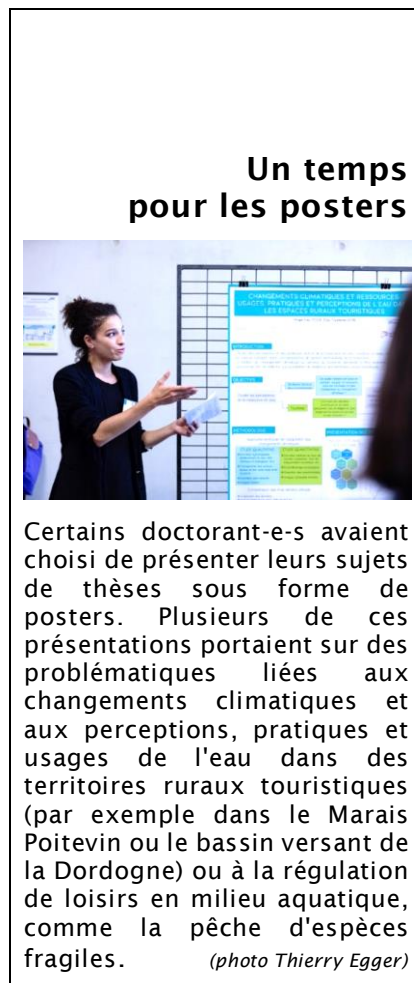 Un temps
pour les posters
CHANGEMENTS CLIMATIQUES ET RESSOURCES
USAGES, PRATIQUES ET PERCEPTIONS DE L'EAU DA
LES ESPACES RURAUX TOURISTIQUES
INTRODUCTION
OBJECTIFS
MÉTHODOLOGIE
Certains doctorant-e-s avaient
choisi de présenter leurs sujets
de thèses sous forme de
posters. Plusieurs de ces
présentations portaient sur des
problématiques liées aux
changements climatiques et
aux perceptions, pratiques et
usages de l'eau dans des
territoires ruraux touristiques
(par exemple dans le Marais
Poitevin ou le bassin versant de
la Dordogne) ou à la régulation
de loisirs en milieu aquatique,
comme la pêche d'espèces
fragiles. (photo Thierry Egger)